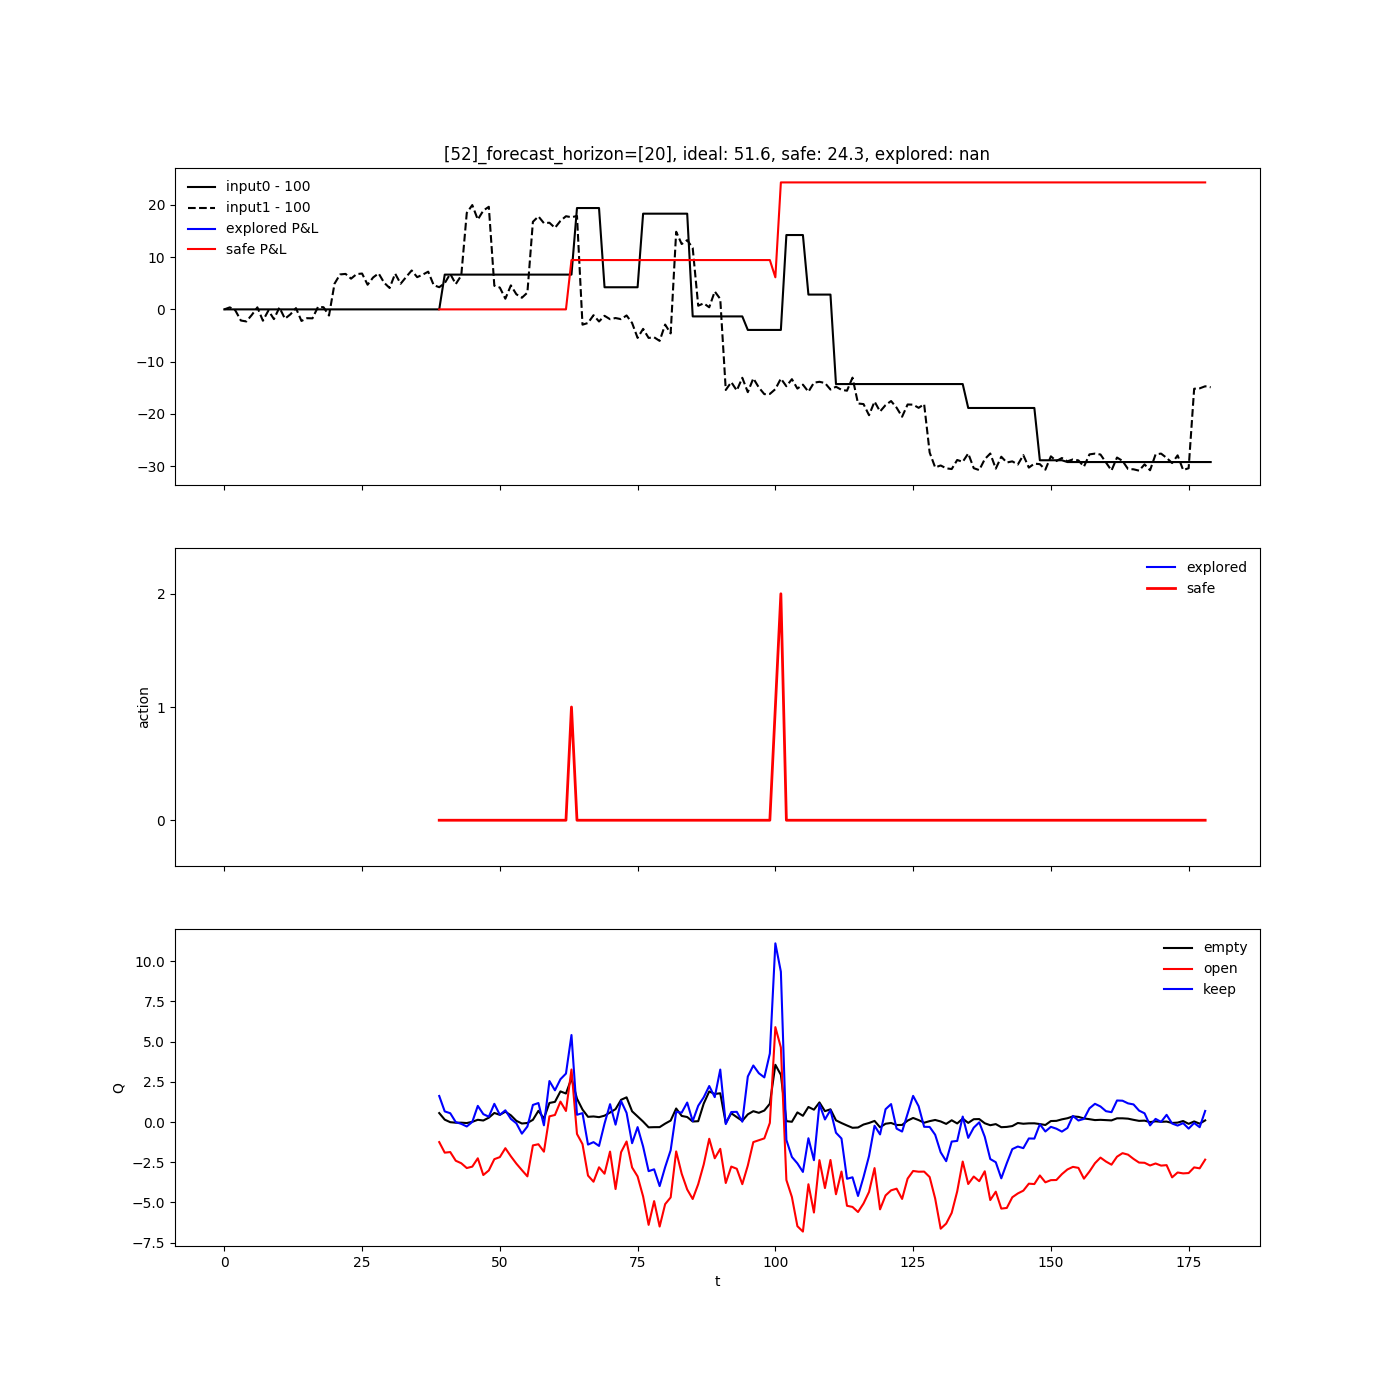 [52]_forecast_horizon=[20], ideal: 51.6, safe: 24.3, explored: nan
input0 - 100
input1 - 100
explored P&L
safe P&L
20
10
0
−10
−20
−30
explored
safe
2
1
0
action
empty
open
keep
10.0
7.5
5.0
2.5
0.0
−2.5
−5.0
−7.5
Q
0 25 50 75 100 125 150 175
t